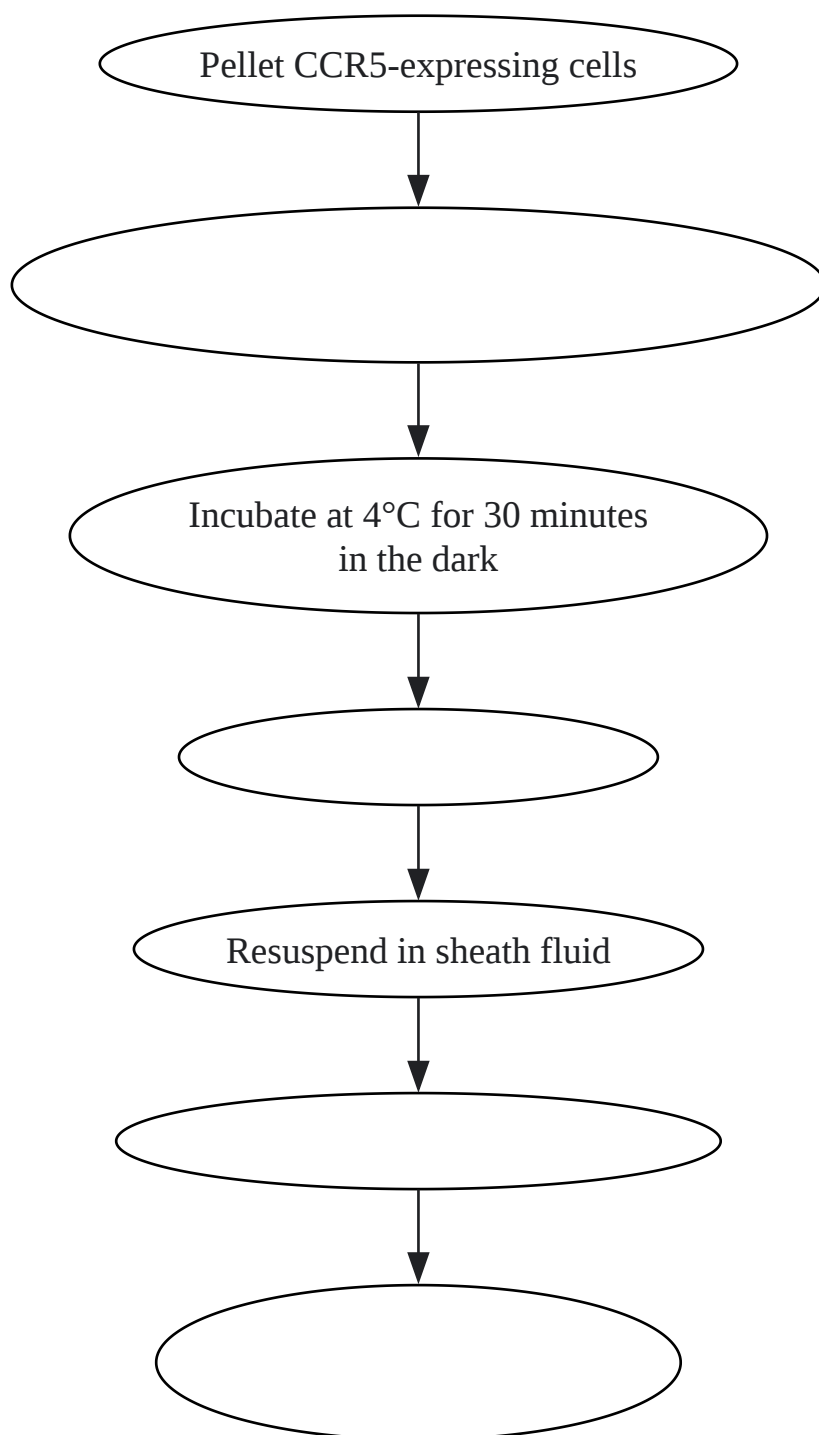 Pellet CCR5-expressing cells
Incubate at 4°C for 30 minutes
in the dark
Resuspend in sheath fluid